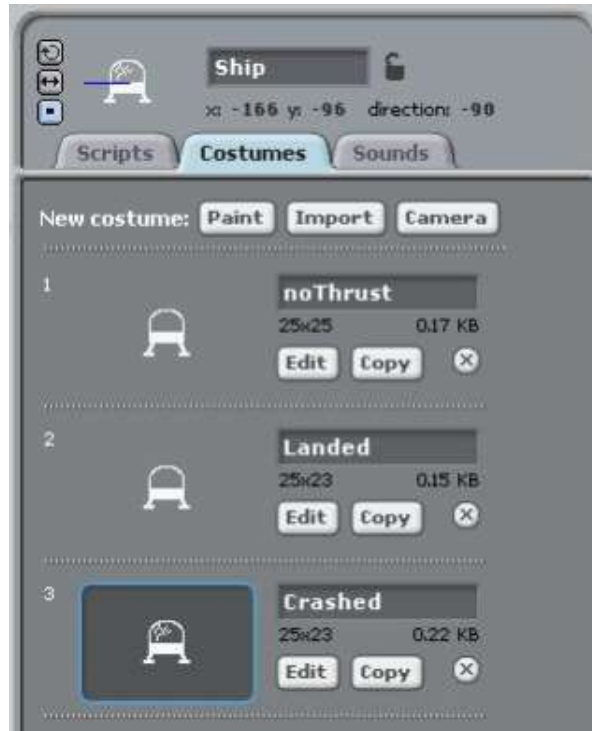 Ship
x: -166 y: -96 direction: -90
Scripts Costumes Sounds
New costume: Paint Import Camera
1
noThrust
25x25 0.17 KB
Edit Copy
2
Landed
25x23 0.15 KB
Edit Copy
3
Crashed
25x23 0.22 KB
Edit Copy